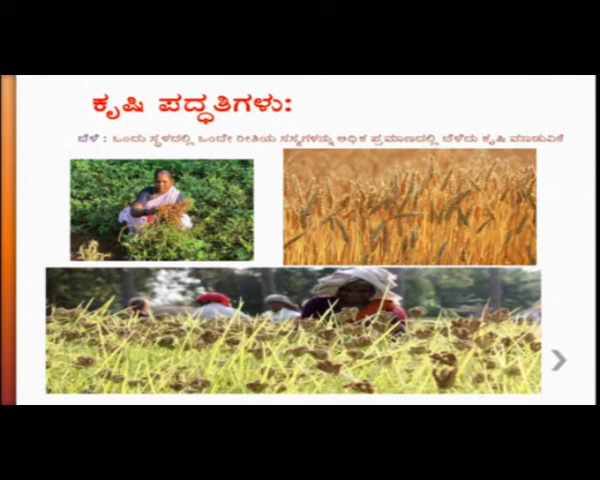 ಕೃಷಿ ಪದ್ಧತಿಗಳು:
ಬೆಳೆ : ಒಂದು ಸ್ಥಳದಲ್ಲಿ ಒಂದೇ ರೀತಿಯ ಸಸ್ಯಗಳನ್ನು ಅಧಿಕ ಪ್ರಮಾಣದಲ್ಲಿ ಬೆಳೆದು ಕೃಷಿ ಮಾಡುವಿಕೆ